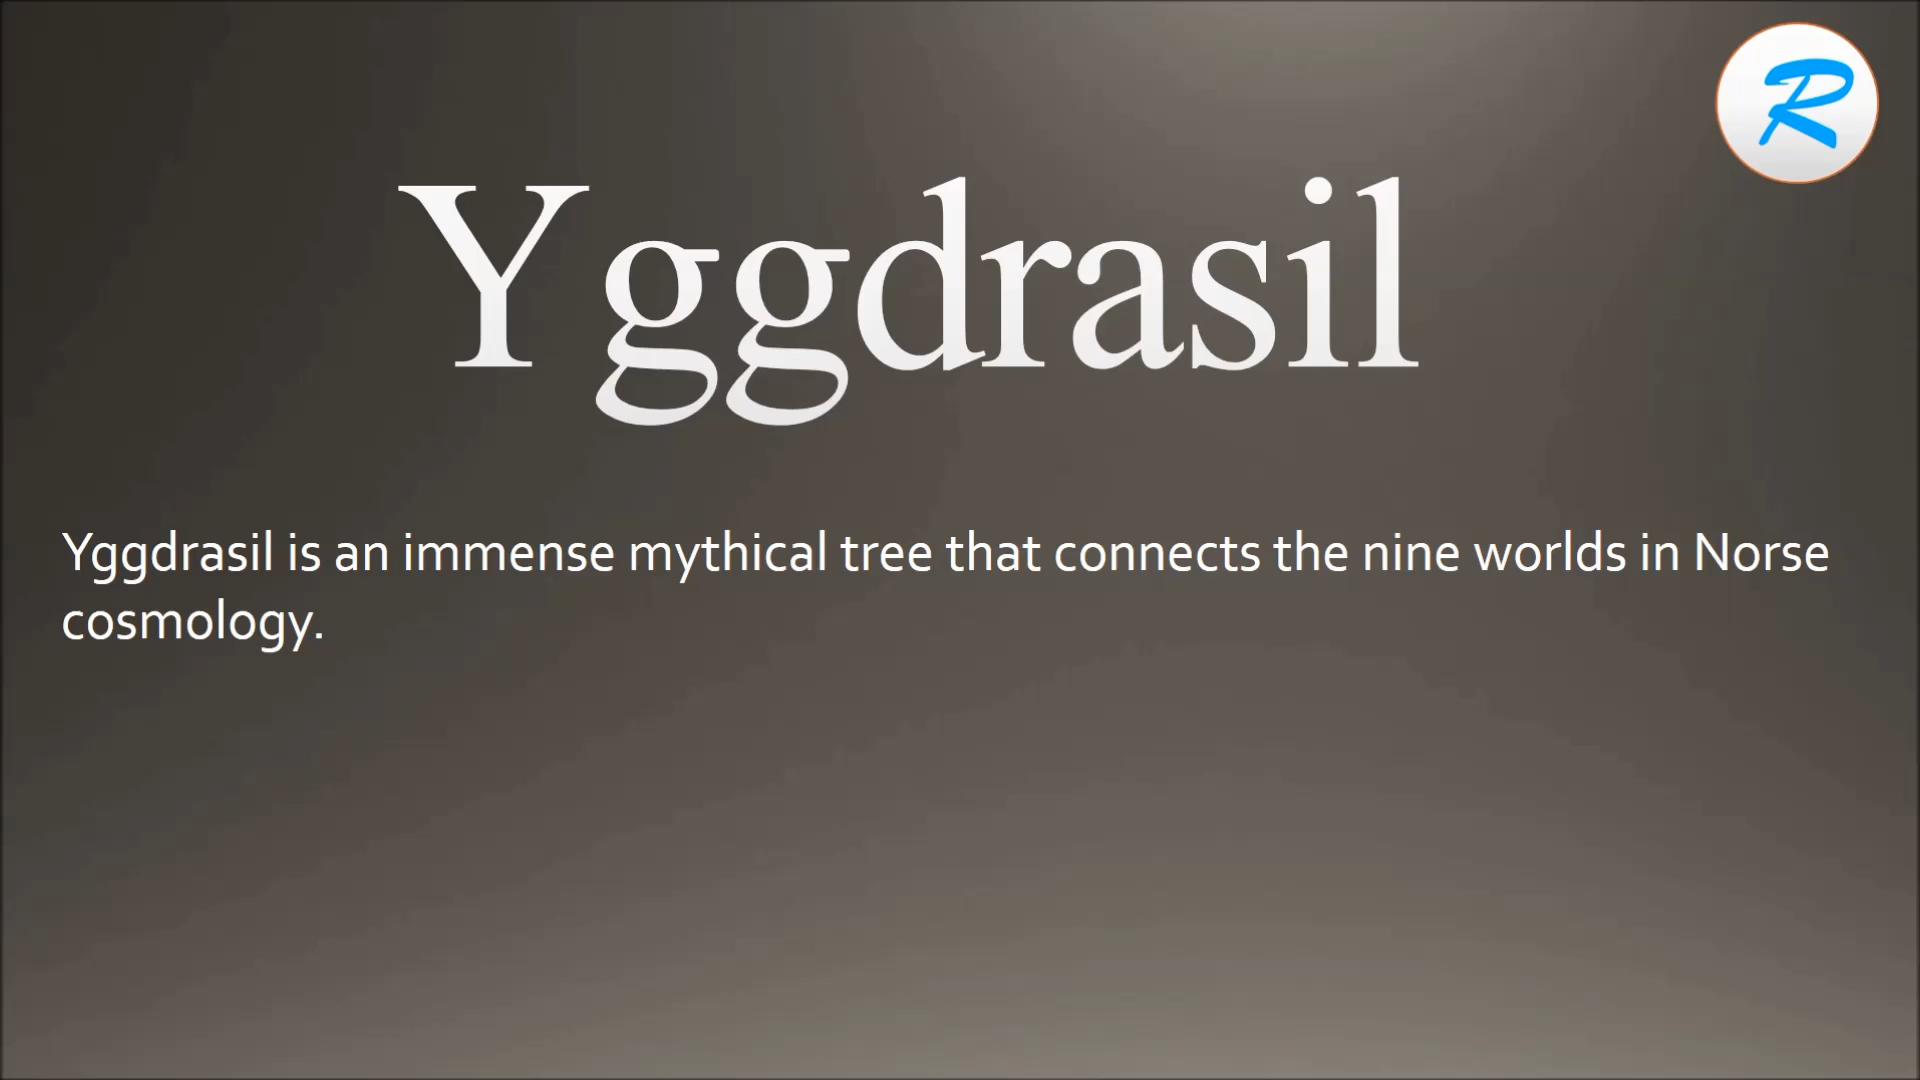 R
Yggdrasil
Yggdrasil is an immense mythical tree that connects the nine worlds in Norse
cosmology.